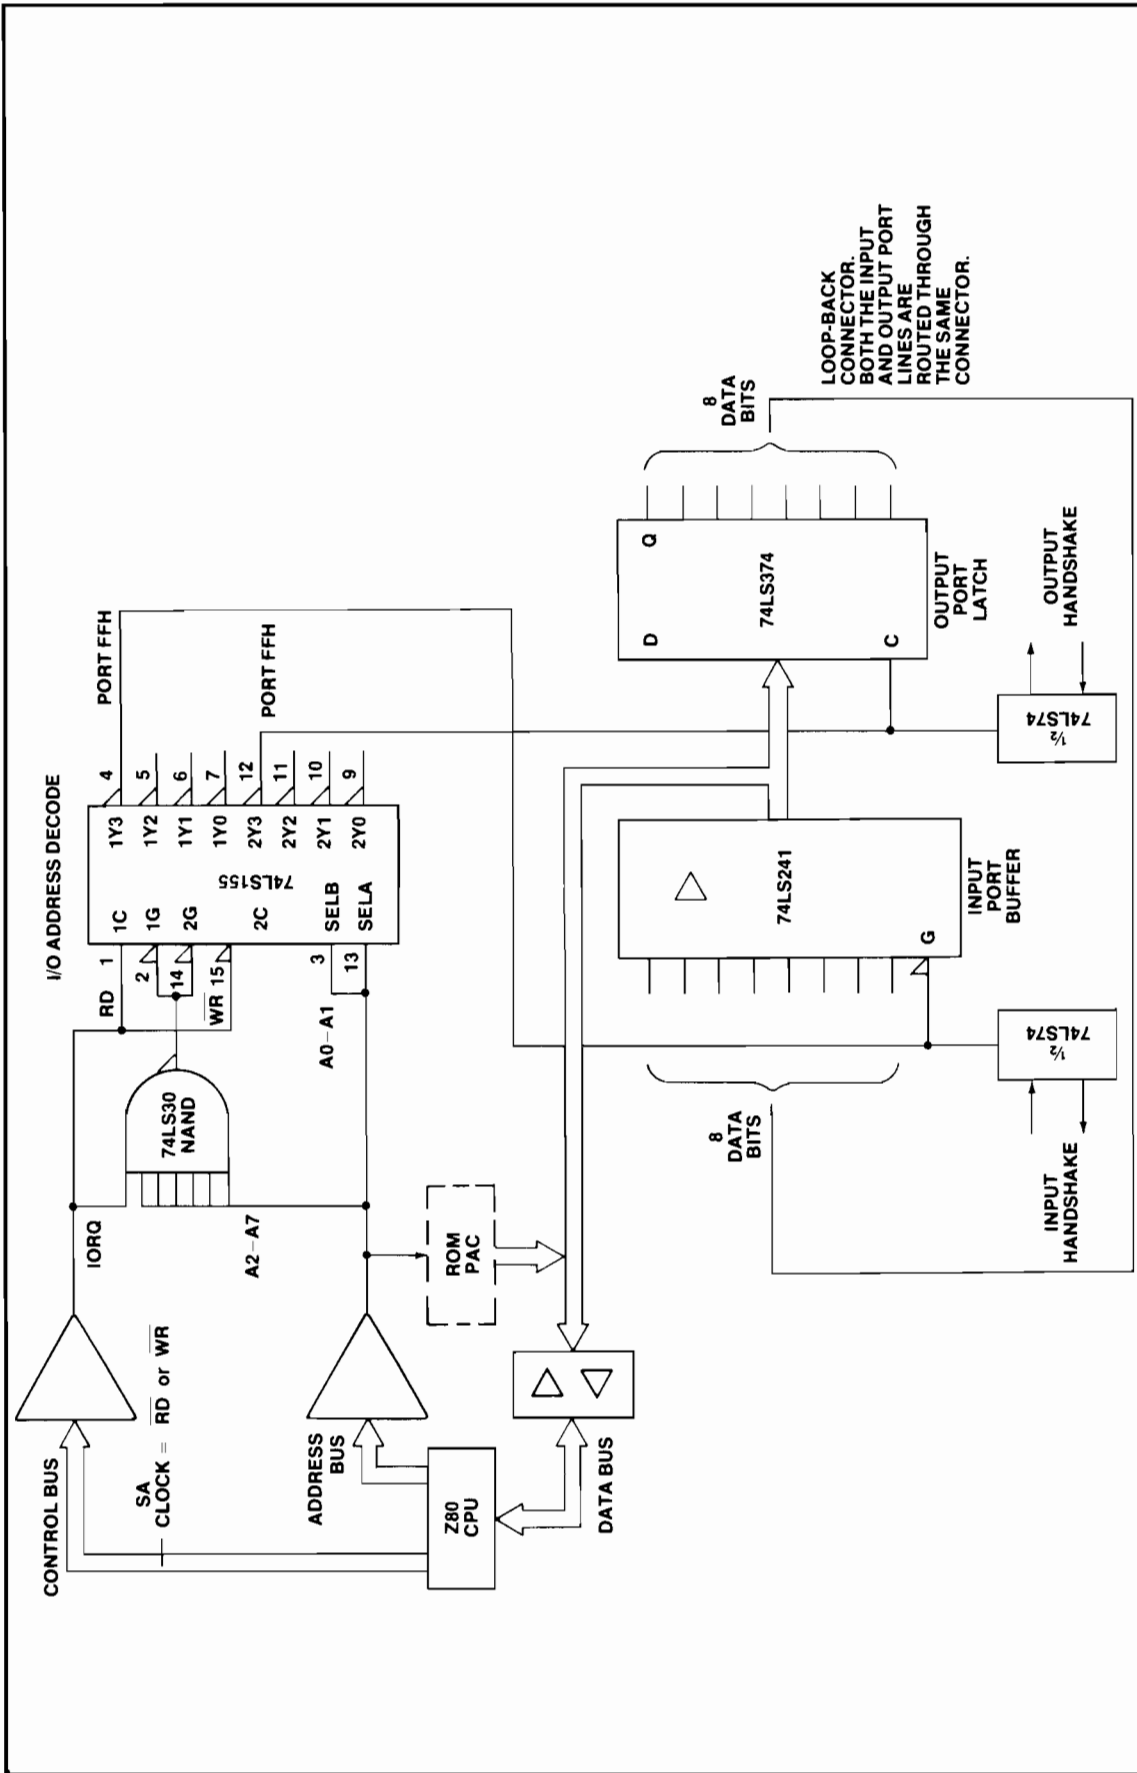 I/O ADDRESS DECODE
CONTROL BUS
SA
CLOCK = RD or WR
IORQ
74LS30
NAND
A2–A7
RD
WR
A0–A1
1
2
14
15
3
13
1C
1G
2G
2C
SELB
SELA
74LS155
1Y3
1Y2
1Y1
1Y0
2Y3
2Y2
2Y1
2Y0
4
5
6
7
12
11
10
9
PORT FFH
PORT FFH
ADDRESS
BUS
Z80
CPU
DATA BUS
ROM
PAC
8
DATA
BITS
74LS241
G
INPUT
PORT
BUFFER
INPUT
HANDSHAKE
½
74LS74
D
Q
74LS374
C
OUTPUT
PORT
LATCH
8
DATA
BITS
½
74LS74
OUTPUT
HANDSHAKE
LOOP-BACK
CONNECTOR.
BOTH THE INPUT
AND OUTPUT PORT
LINES ARE
ROUTED THROUGH
THE SAME
CONNECTOR.